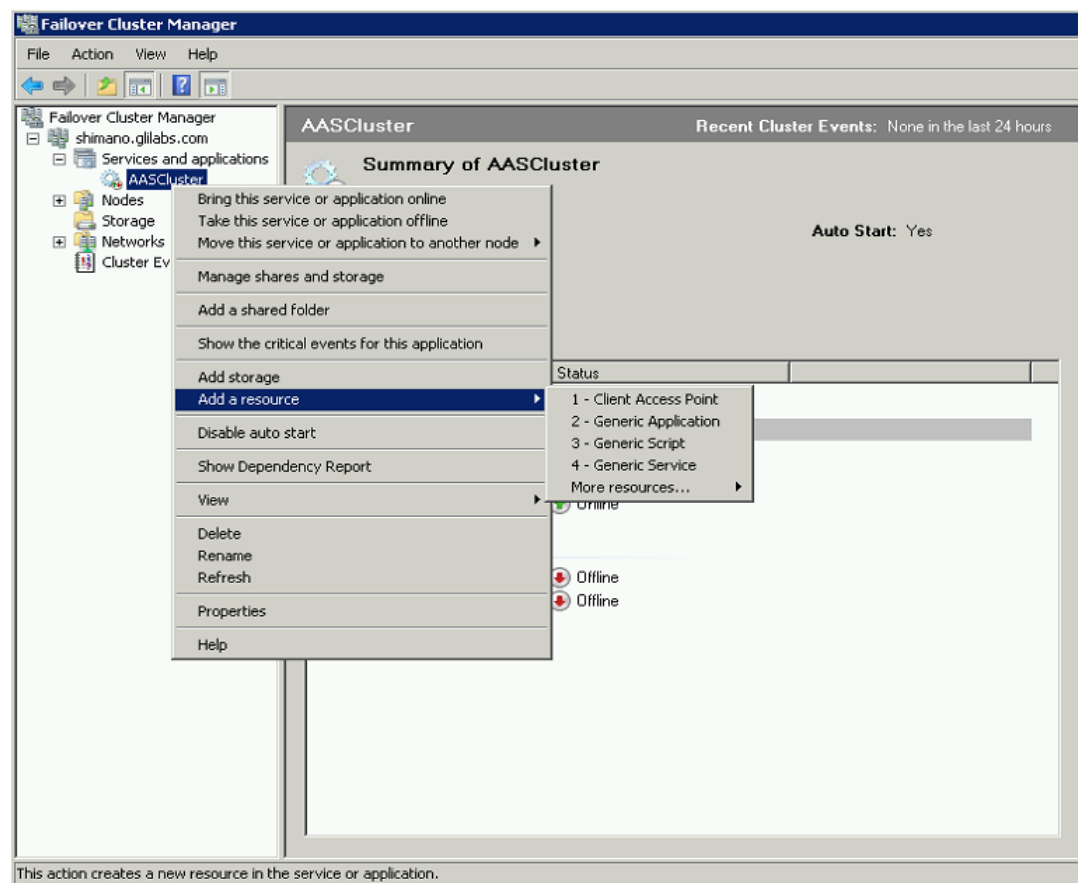 Failover Cluster Manager
File Action View Help
Failover Cluster Manager
shimano.glilabs.com
Services and applications
AASCluster
Nodes
Storage
Networks
Cluster Ev
AASCluster Recent Cluster Events: None in the last 24 hours
Summary of AASCluster
Auto Start: Yes
Status
Bring this service or application online
Take this service or application offline
Move this service or application to another node
Manage shares and storage
Add a shared folder
Show the critical events for this application
Add storage
Add a resource
Disable auto start
Show Dependency Report
View
Delete
Rename
Refresh
Properties
Help
1 - Client Access Point
2 - Generic Application
3 - Generic Script
4 - Generic Service
More resources...
Online
Offline
Offline
This action creates a new resource in the service or application.